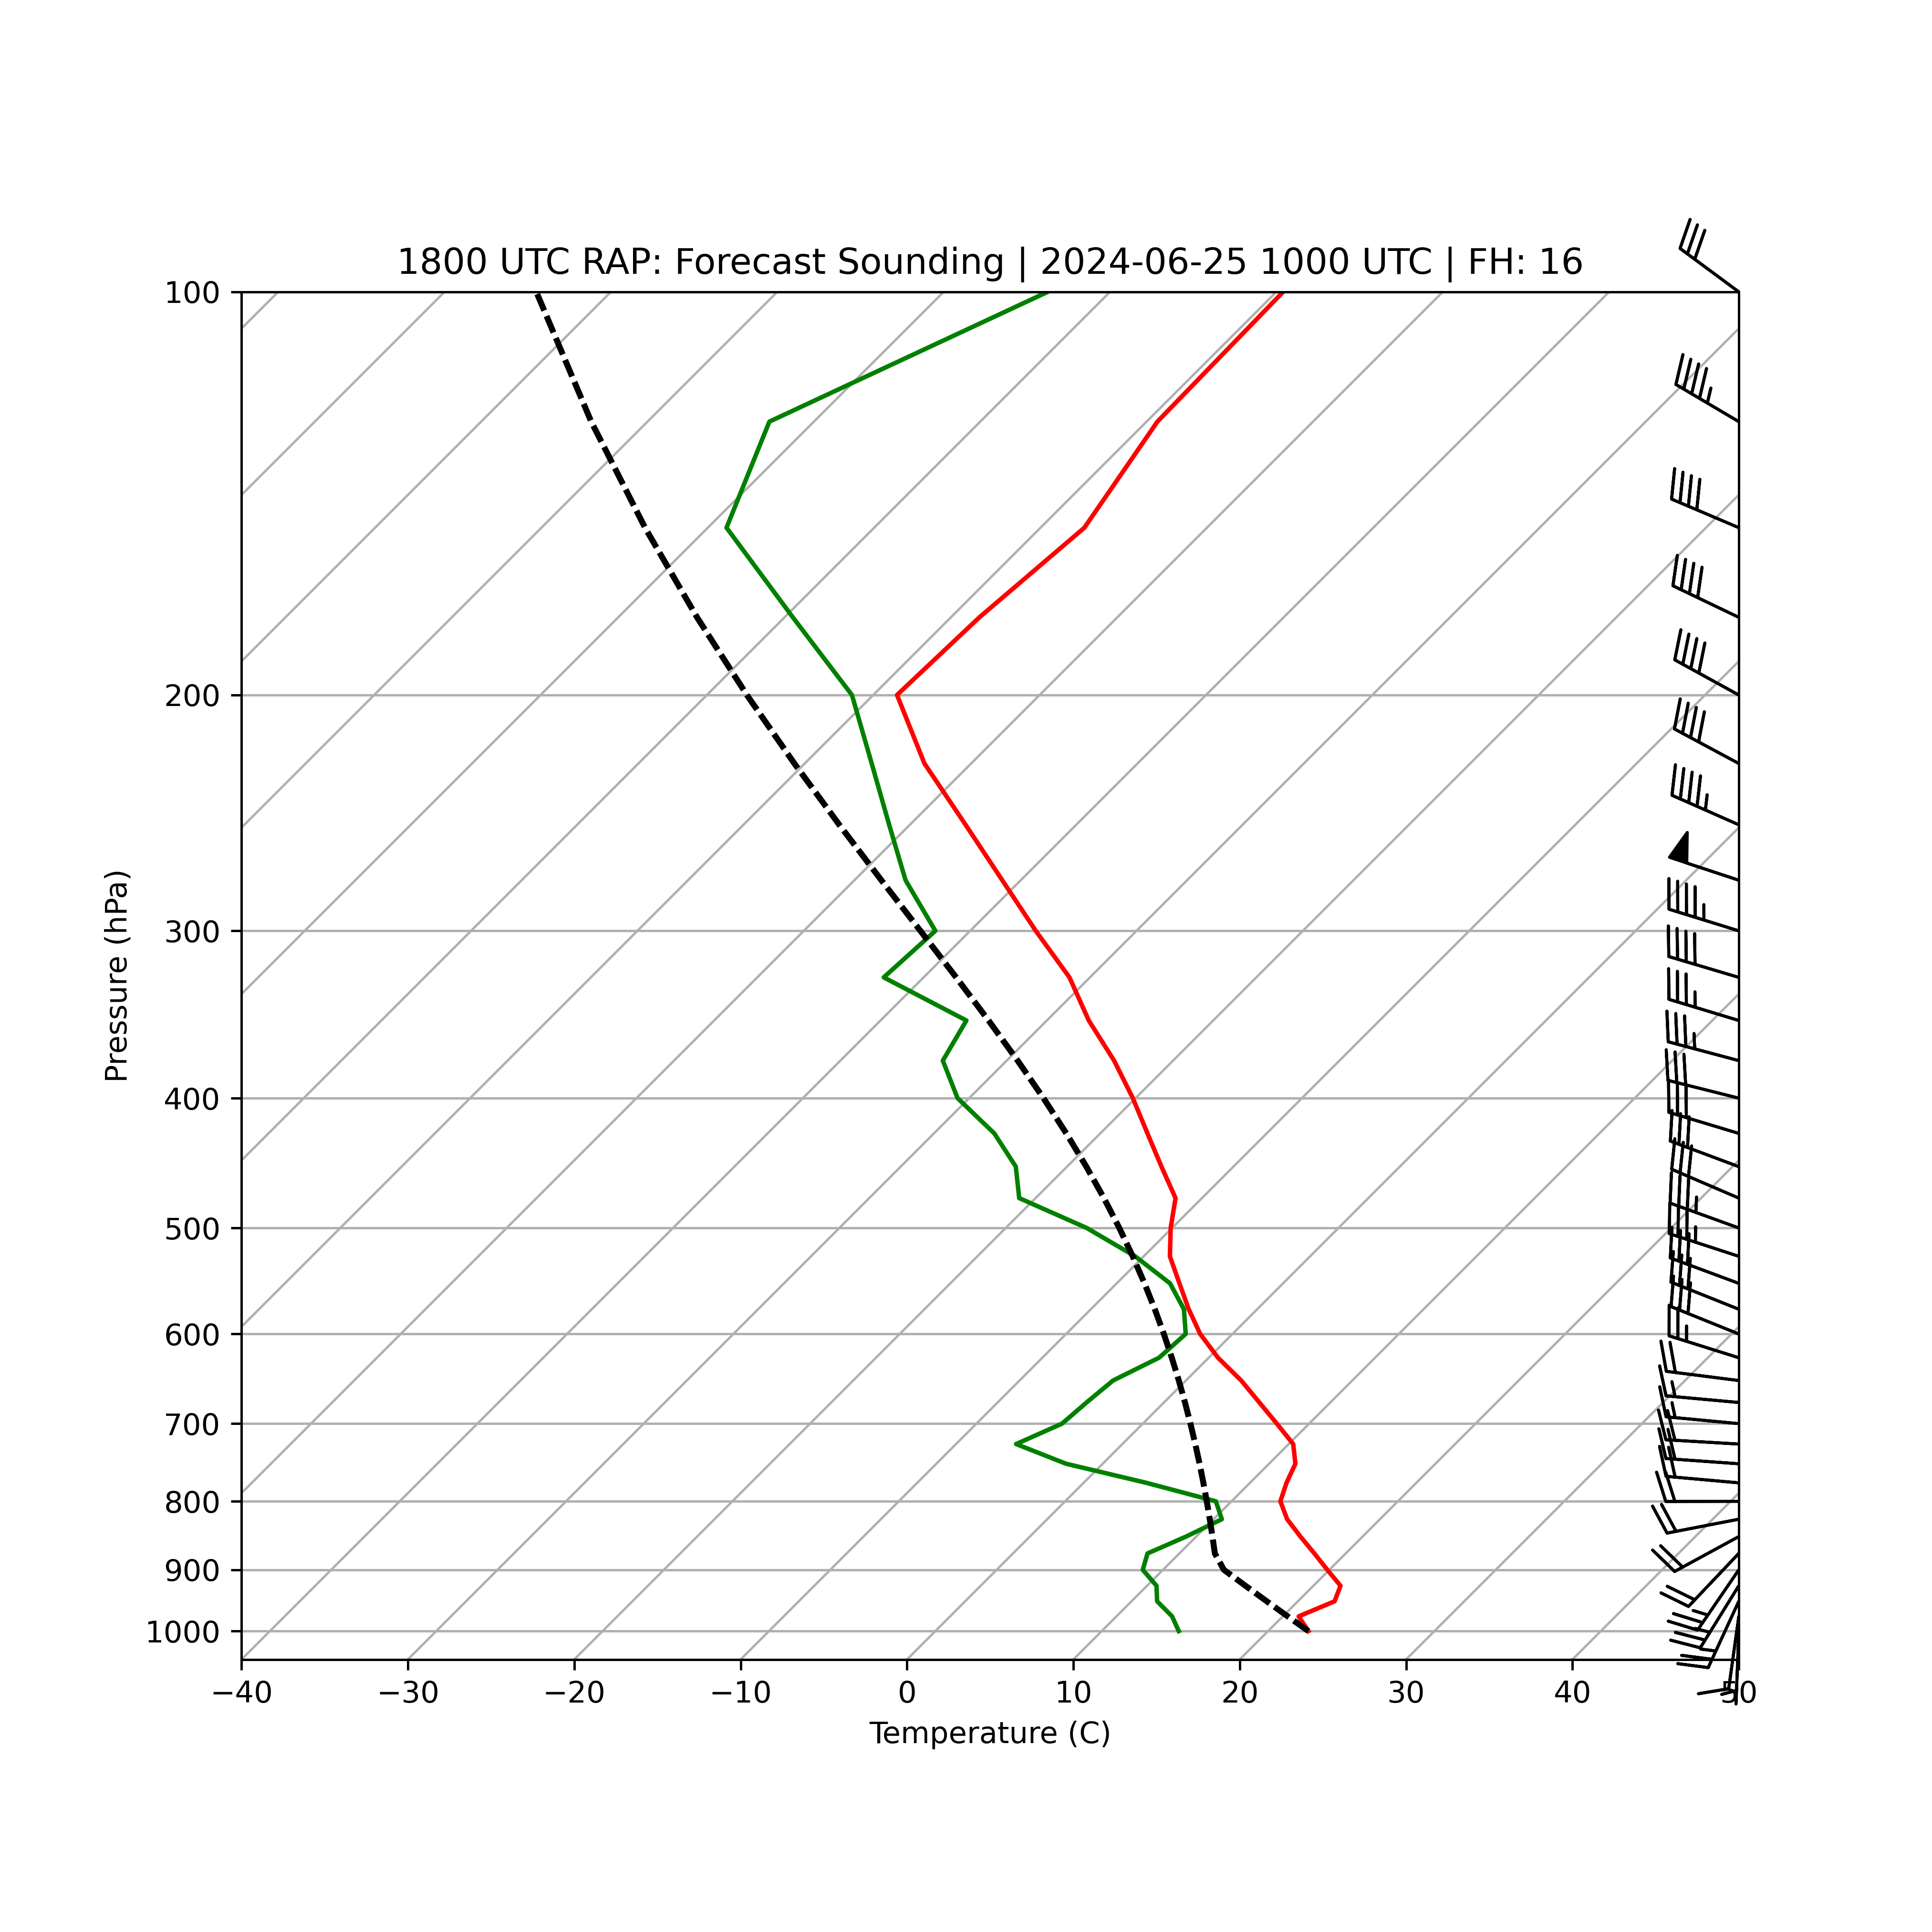 1800 UTC RAP: Forecast Sounding | 2024-06-25 1000 UTC | FH: 16
100
200
300
400
500
600
700
800
900
1000
Pressure (hPa)
−40 −30 −20 −10 0 10 20 30 40 50
Temperature (C)